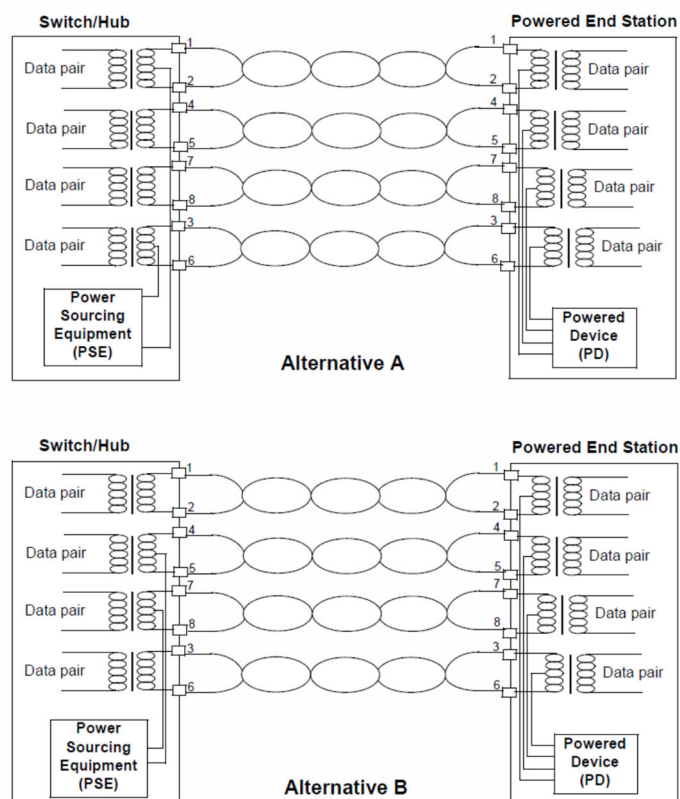 Switch/Hub
Powered End Station
1
1
Data pair
Data pair
2
2
4
4
Data pair
Data pair
5
5
7
7
Data pair
Data pair
8
8
3
3
Data pair
Data pair
6
6
Power
Sourcing
Equipment
(PSE)
Powered
Device
(PD)
Alternative A
Switch/Hub
Powered End Station
1
1
Data pair
Data pair
2
2
4
4
Data pair
Data pair
5
5
7
7
Data pair
Data pair
8
8
3
3
Data pair
Data pair
6
6
Power
Sourcing
Equipment
(PSE)
Powered
Device
(PD)
Alternative B